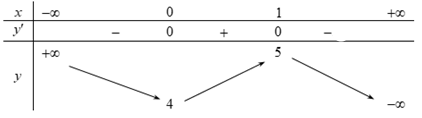 x −∞ 0 1 +∞
y′ − 0 + 0 −
+∞ 5
y
4 −∞